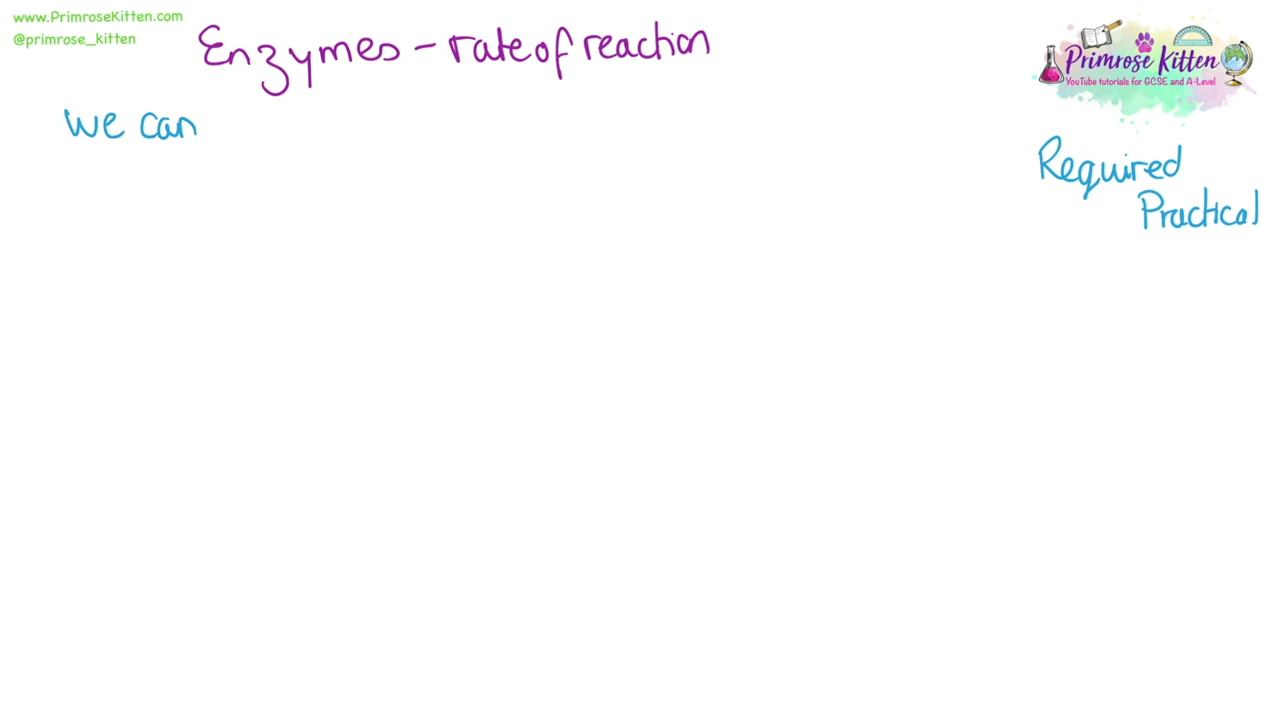 www.PrimroseKitten.com
@primrose_kitten
Enzymes - rate of reaction
Primrose Kitten
YouTube tutorials for GCSE and A-Level
we can
Required
Practical